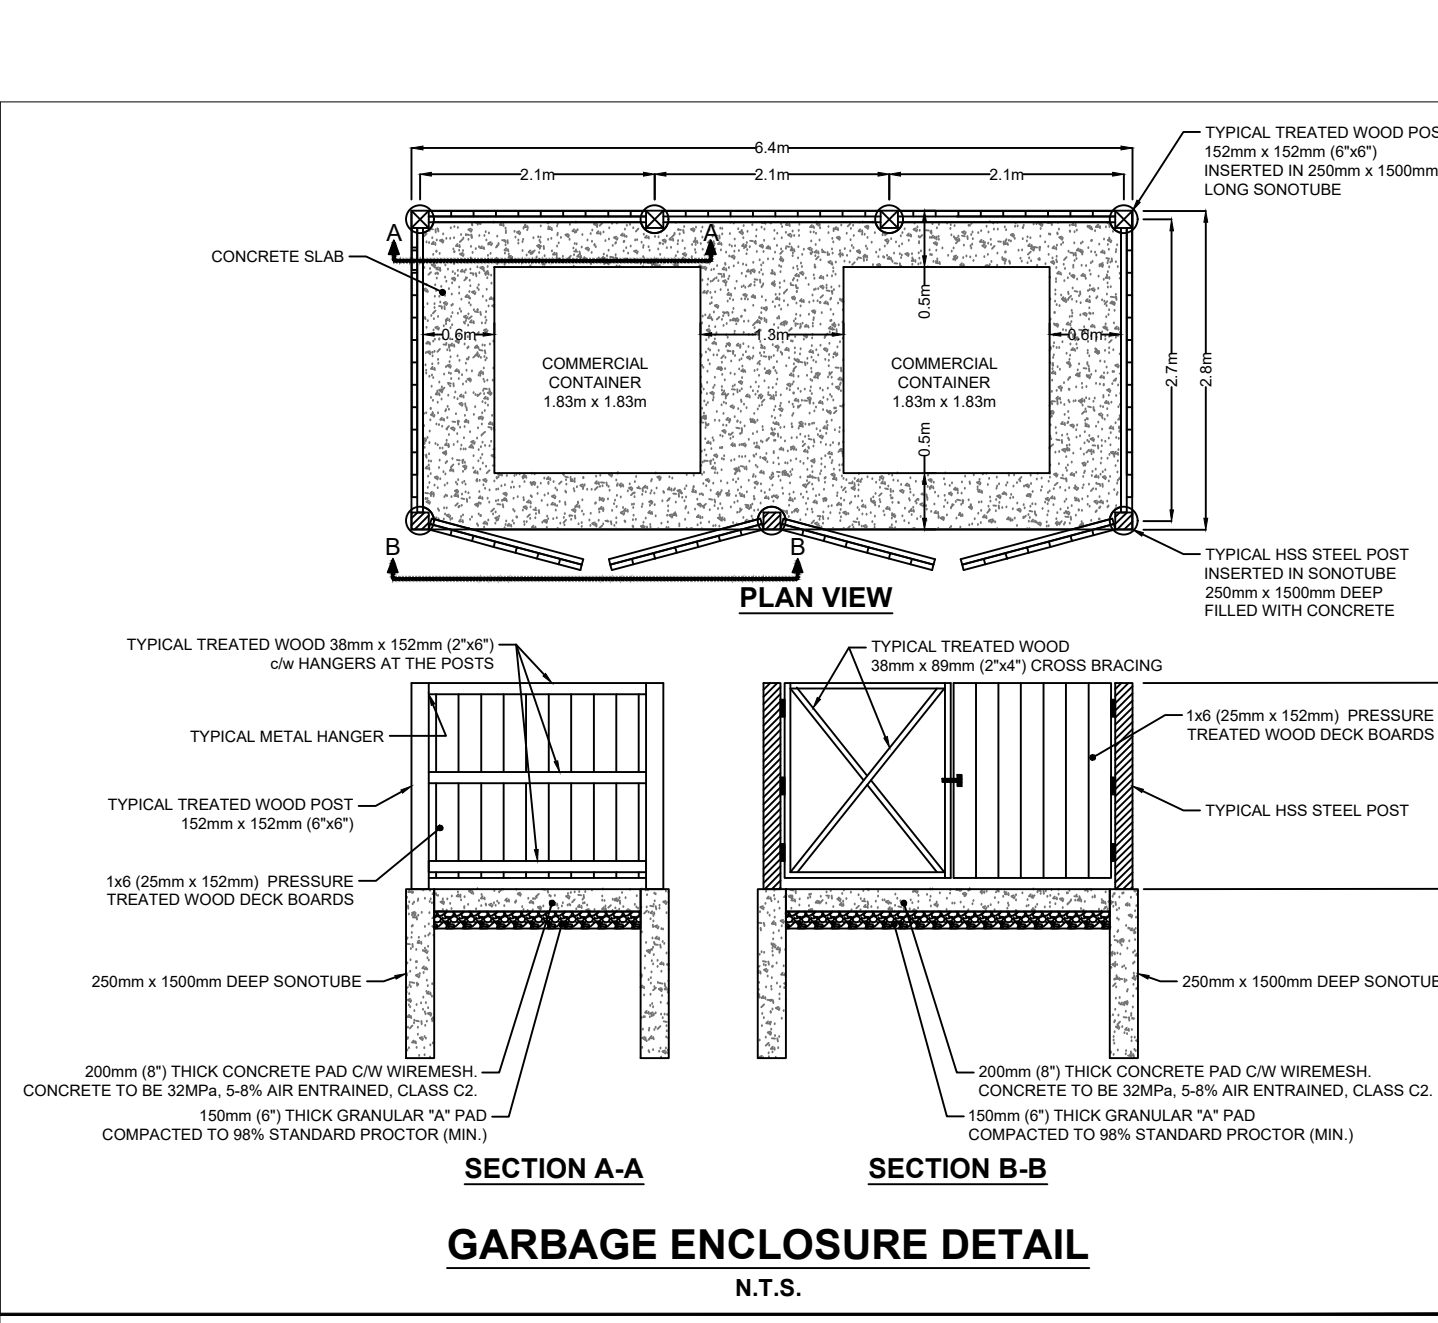 6.4m
2.1m
2.1m
2.1m
TYPICAL TREATED WOOD
152mm x 152mm (6"x6")
INSERTED IN 250mm x 1500mm
LONG SONOTUBE
A
A
CONCRETE SLAB
0.5m
0.6m
1.3m
0.6m
2.7m
2.8m
COMMERCIAL
CONTAINER
1.83m x 1.83m
COMMERCIAL
CONTAINER
1.83m x 1.83m
0.5m
B
B
PLAN VIEW
TYPICAL HSS STEEL POST
INSERTED IN SONOTUBE
250mm x 1500mm DEEP
FILLED WITH CONCRETE
TYPICAL TREATED WOOD 38mm x 152mm (2"x6")
c/w HANGERS AT THE POSTS
TYPICAL METAL HANGER
TYPICAL TREATED WOOD POST
152mm x 152mm (6"x6")
1x6 (25mm x 152mm) PRESSURE
TREATED WOOD DECK BOARDS
250mm x 1500mm DEEP SONOTUBE
200mm (8") THICK CONCRETE PAD C/W WIREMESH.
CONCRETE TO BE 32MPa, 5-8% AIR ENTRAINED, CLASS C2.
150mm (6") THICK GRANULAR "A" PAD
COMPACTED TO 98% STANDARD PROCTOR (MIN.)
SECTION A-A
TYPICAL TREATED WOOD
38mm x 89mm (2"x4") CROSS BRACING
1x6 (25mm x 152mm) PRESSURE
TREATED WOOD DECK BOARDS
TYPICAL HSS STEEL POST
250mm x 1500mm DEEP
200mm (8") THICK CONCRETE PAD C/W WIREMESH.
CONCRETE TO BE 32MPa, 5-8% AIR ENTRAINED, CLASS C2.
150mm (6") THICK GRANULAR "A" PAD
COMPACTED TO 98% STANDARD PROCTOR (MIN.)
SECTION B-B
GARBAGE ENCLOSURE DETAIL
N.T.S.